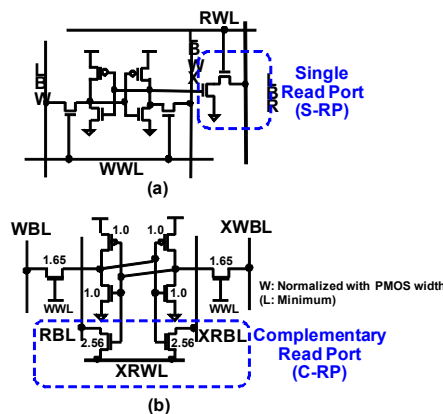 RWL
Single
Read Port
(S-RP)
WWL
(a)
WBL
1.0
1.0
XWBL
1.65
1.65
WWL
WWL
W: Normalized with PMOS width
(L: Minimum)
1.0
1.0
RBL
XRBL
2.56
2.56
XRWL
Complementary
Read Port
(C-RP)
(b)